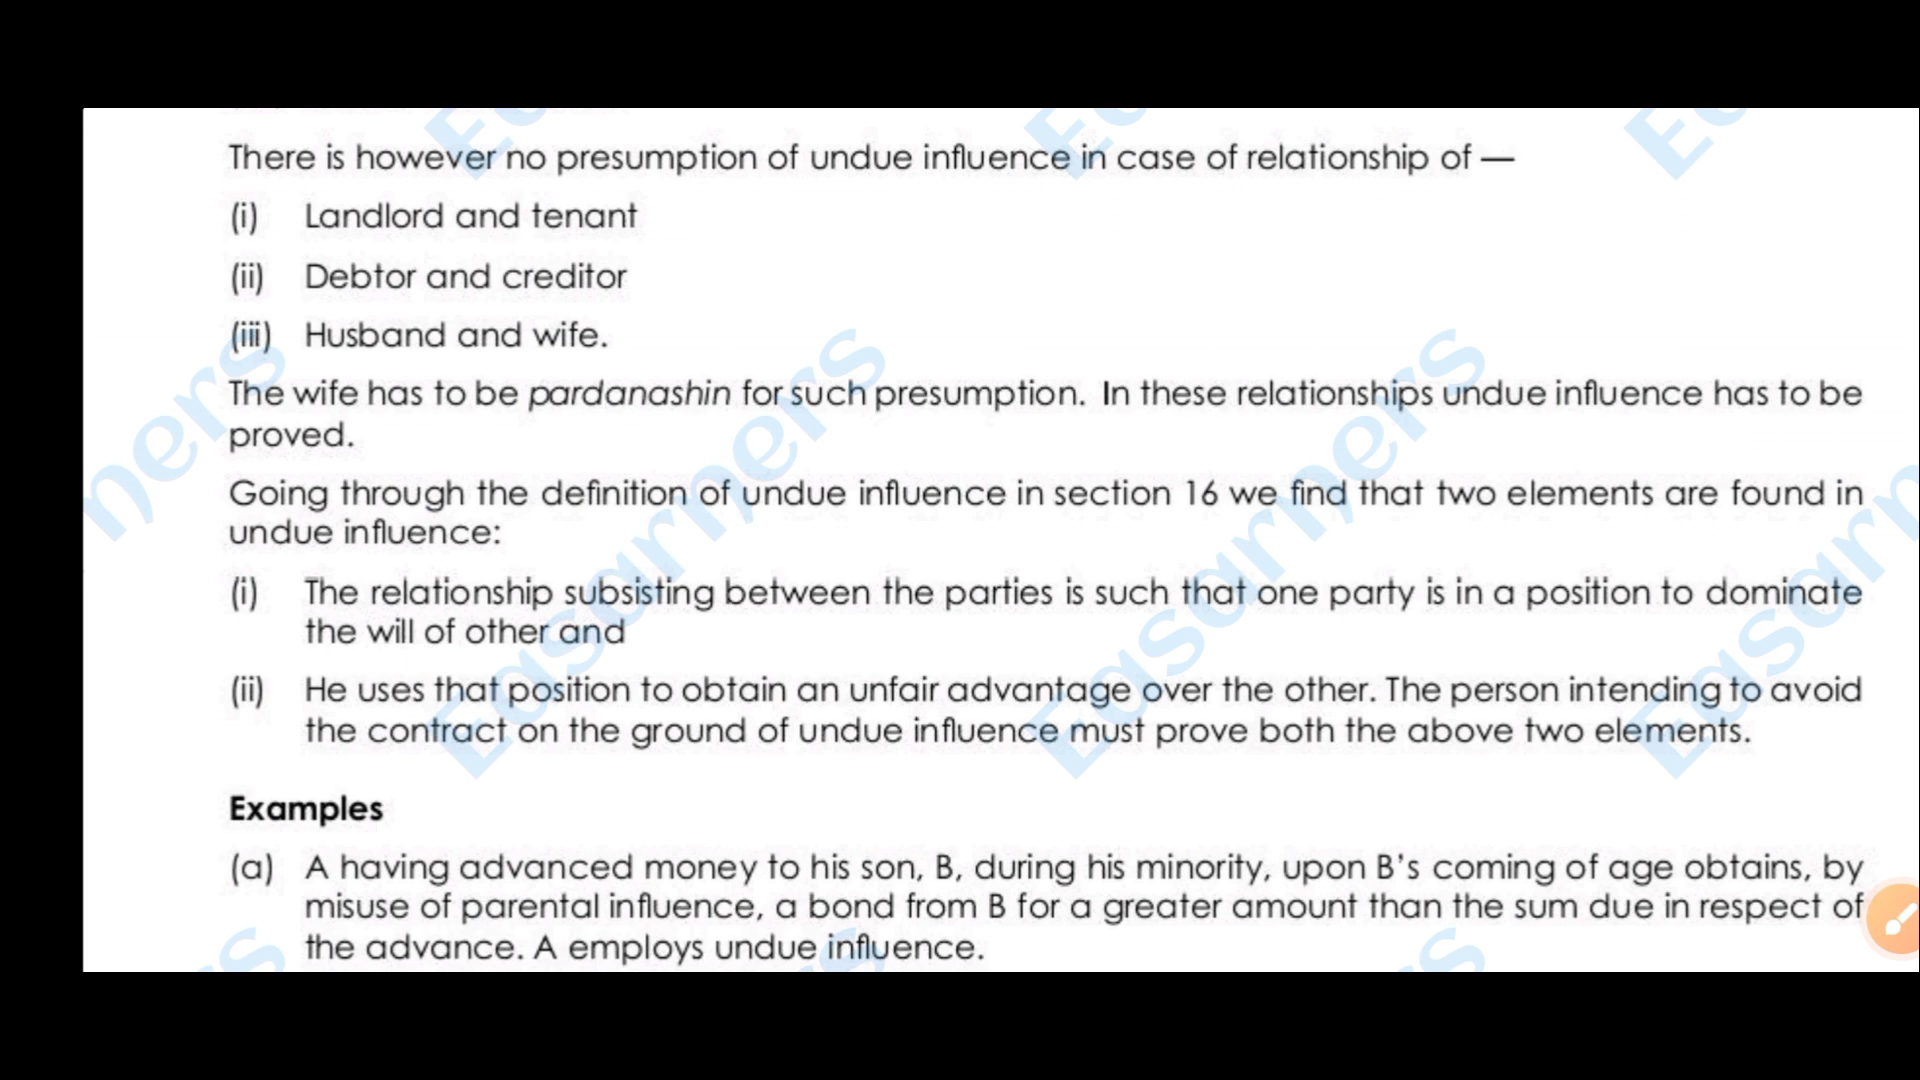 There is however no presumption of undue influence in case of relationship of —
(i) Landlord and tenant
(ii) Debtor and creditor
(iii) Husband and wife.
The wife has to be pardanashin for such presumption. In these relationships undue influence has to be
proved.
Going through the definition of undue influence in section 16 we find that two elements are found in
undue influence:
(i) The relationship subsisting between the parties is such that one party is in a position to dominate
the will of other and
(ii) He uses that position to obtain an unfair advantage over the other. The person intending to avoid
the contract on the ground of undue influence must prove both the above two elements.
Examples
(a) A having advanced money to his son, B, during his minority, upon B's coming of age obtains, by
misuse of parental influence, a bond from B for a greater amount than the sum due in respect of
the advance. A employs undue influence.
Easarners
Easarners